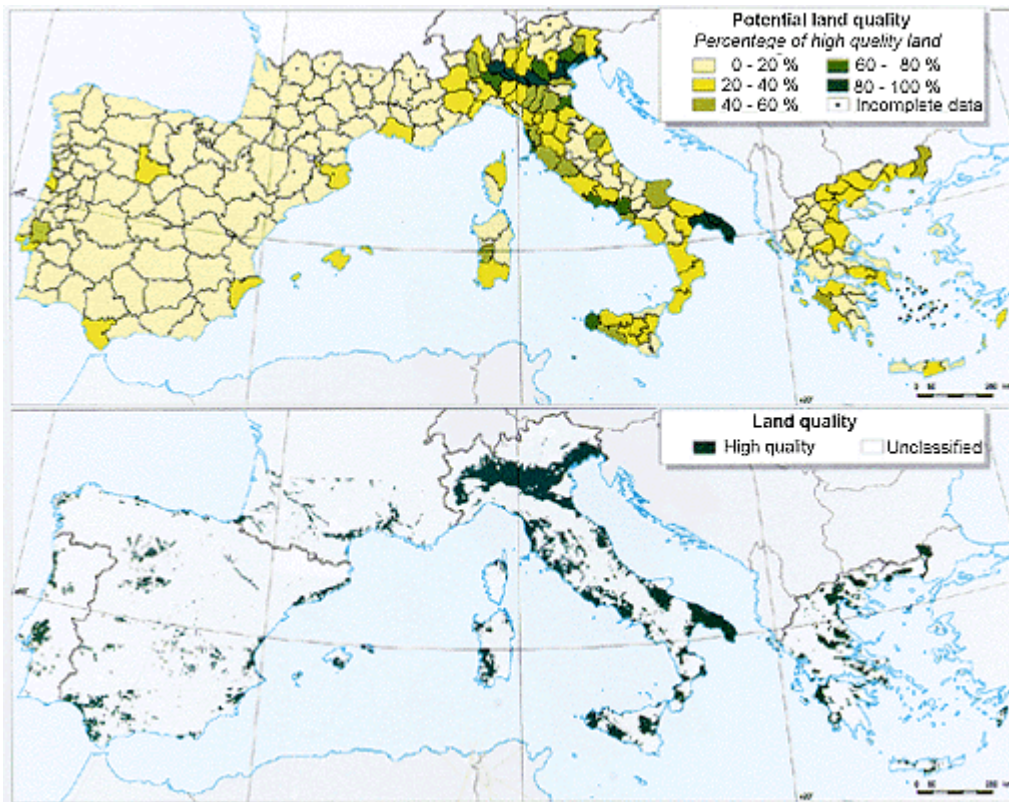 Potential land quality
Percentage of high quality land
0 - 20 %
60 - 80 %
20 - 40 %
80 - 100 %
40 - 60 %
Incomplete data
Land quality
High quality
Unclassified